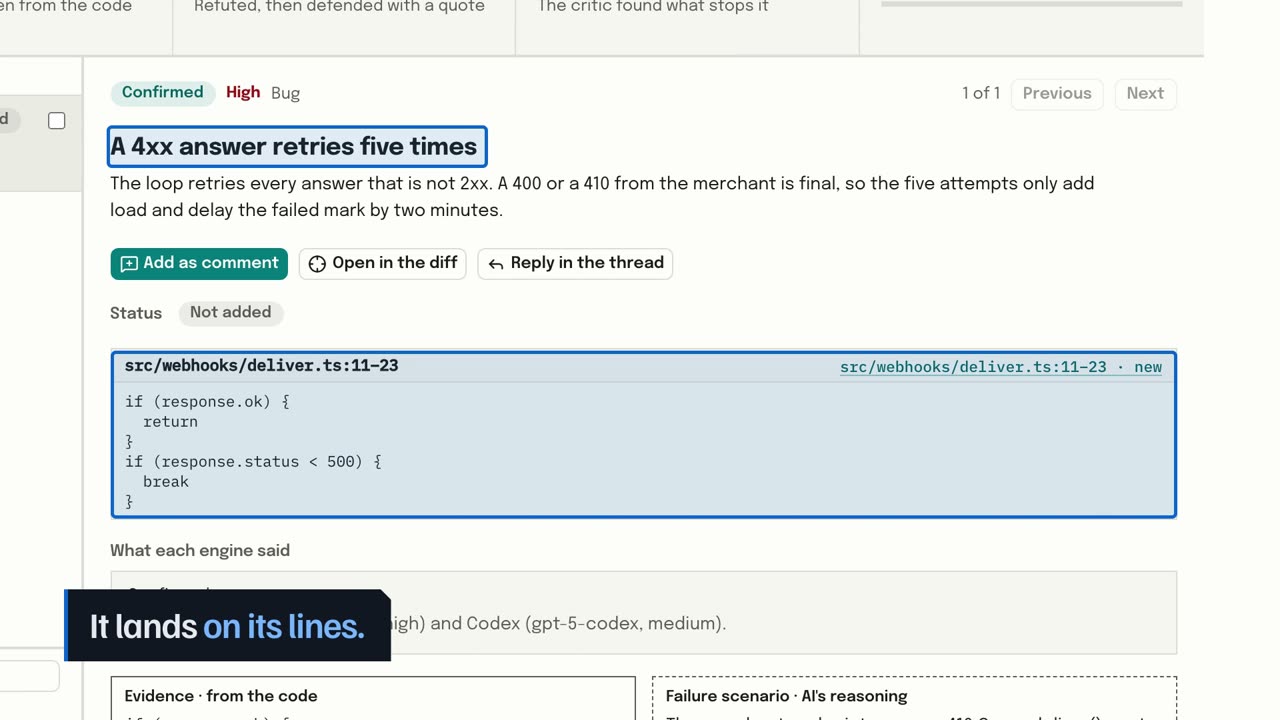 en from the code
Refuted, then defended with a quote
The critic found what stops it
Confirmed High Bug
1 of 1 Previous Next
d
A 4xx answer retries five times
The loop retries every answer that is not 2xx. A 400 or a 410 from the merchant is final, so the five attempts only add
load and delay the failed mark by two minutes.
Add as comment Open in the diff Reply in the thread
Status Not added
src/webhooks/deliver.ts:11–23 src/webhooks/deliver.ts:11–23 · new
if (response.ok) {
return
}
if (response.status < 500) {
break
}
What each engine said
It lands on its lines.
high) and Codex (gpt-5-codex, medium).
Evidence · from the code
Failure scenario · AI's reasoning